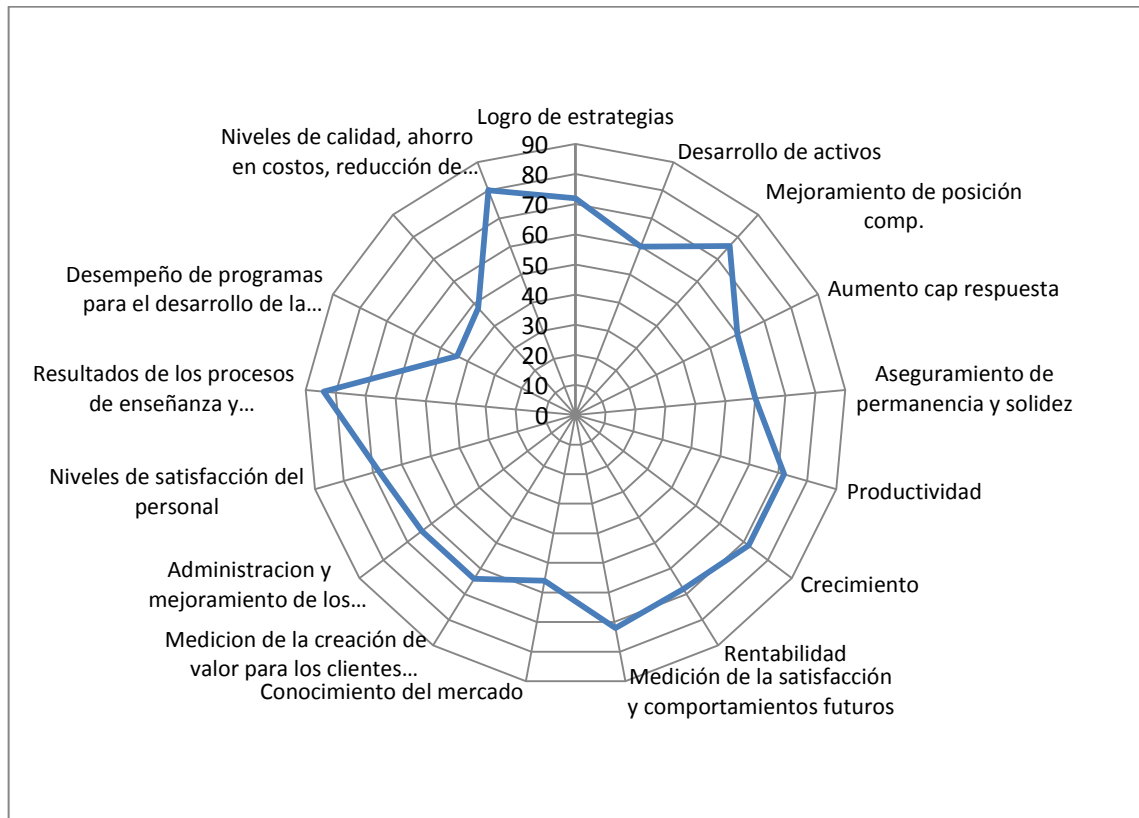 Logro de estrategias
Desarrollo de activos
Mejoramiento de posición
comp.
Aumento cap respuesta
Aseguramiento de
permanencia y solidez
Productividad
Crecimiento
Rentabilidad
Medición de la satisfacción
y comportamientos futuros
Conocimiento del mercado
Medicion de la creación de
valor para los clientes…
Administracion y
mejoramiento de los…
Niveles de satisfacción del
personal
Resultados de los procesos
de enseñanza y…
Desempeño de programas
para el desarrollo de la…
Niveles de calidad, ahorro
en costos, reducción de…
90
80
70
60
50
40
30
20
10
0